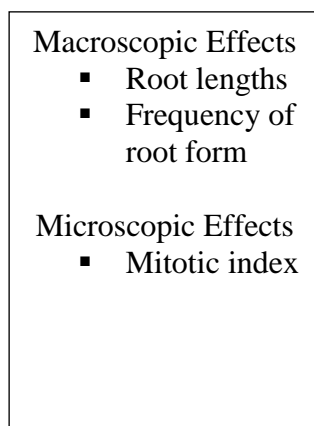 Macroscopic Effects
▪ Root lengths
▪ Frequency of
root form
Microscopic Effects
▪ Mitotic index